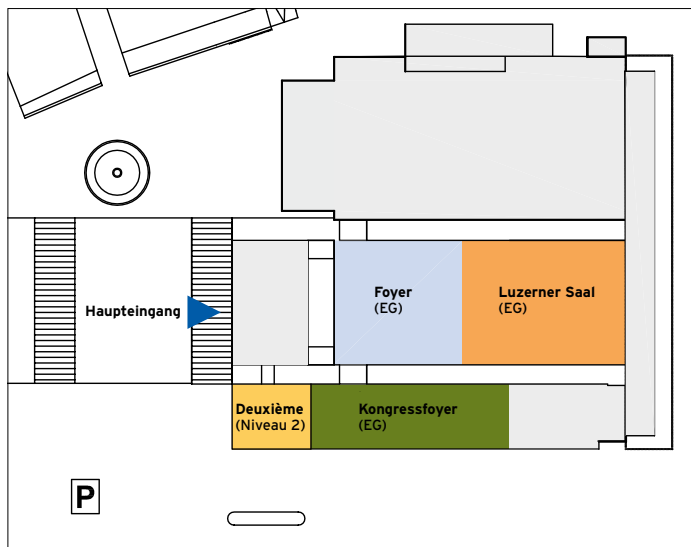 Foyer
(EG)
Luzerner Saal
(EG)
Haupteingang
Deuxième
(Niveau 2)
Kongressfoyer
(EG)
P